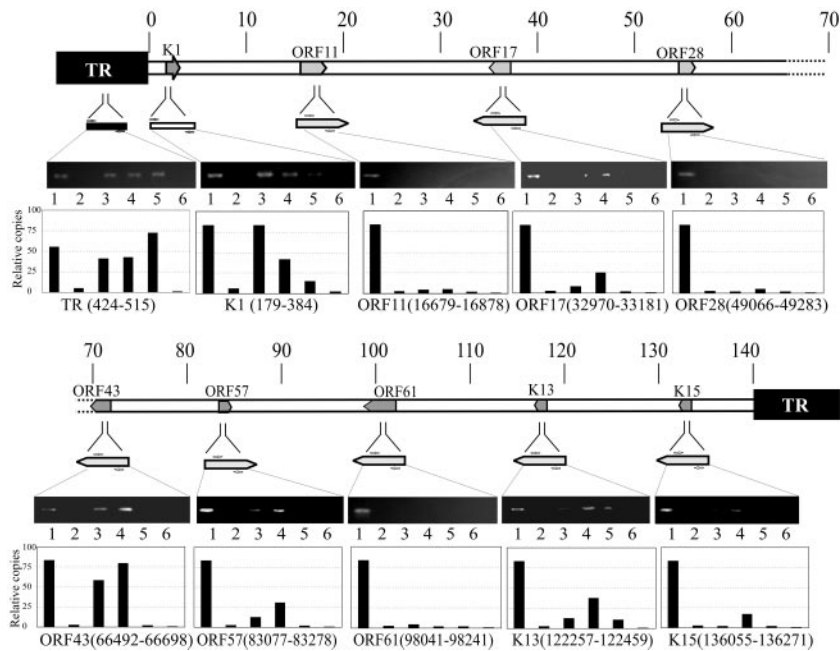 0 10 20 30 40 50 60 70
K1 ORF11 ORF17 ORF28
TR
1 2 3 4 5 6 1 2 3 4 5 6 1 2 3 4 5 6 1 2 3 4 5 6 1 2 3 4 5 6
Relative copies
100
75
50
25
0
TR (424-515) K1 (179-384) ORF11(16679-16878) ORF17(32970-33181) ORF28(49066-49283)
70 80 90 100 110 120 130 140
ORF43 ORF57 ORF61 K13 K15
TR
1 2 3 4 5 6 1 2 3 4 5 6 1 2 3 4 5 6 1 2 3 4 5 6 1 2 3 4 5 6
Relative copies
100
75
50
25
0
ORF43(66492-66698) ORF57(83077-83278) ORF61(98041-98241) K13(122257-122459) K15(136055-136271)